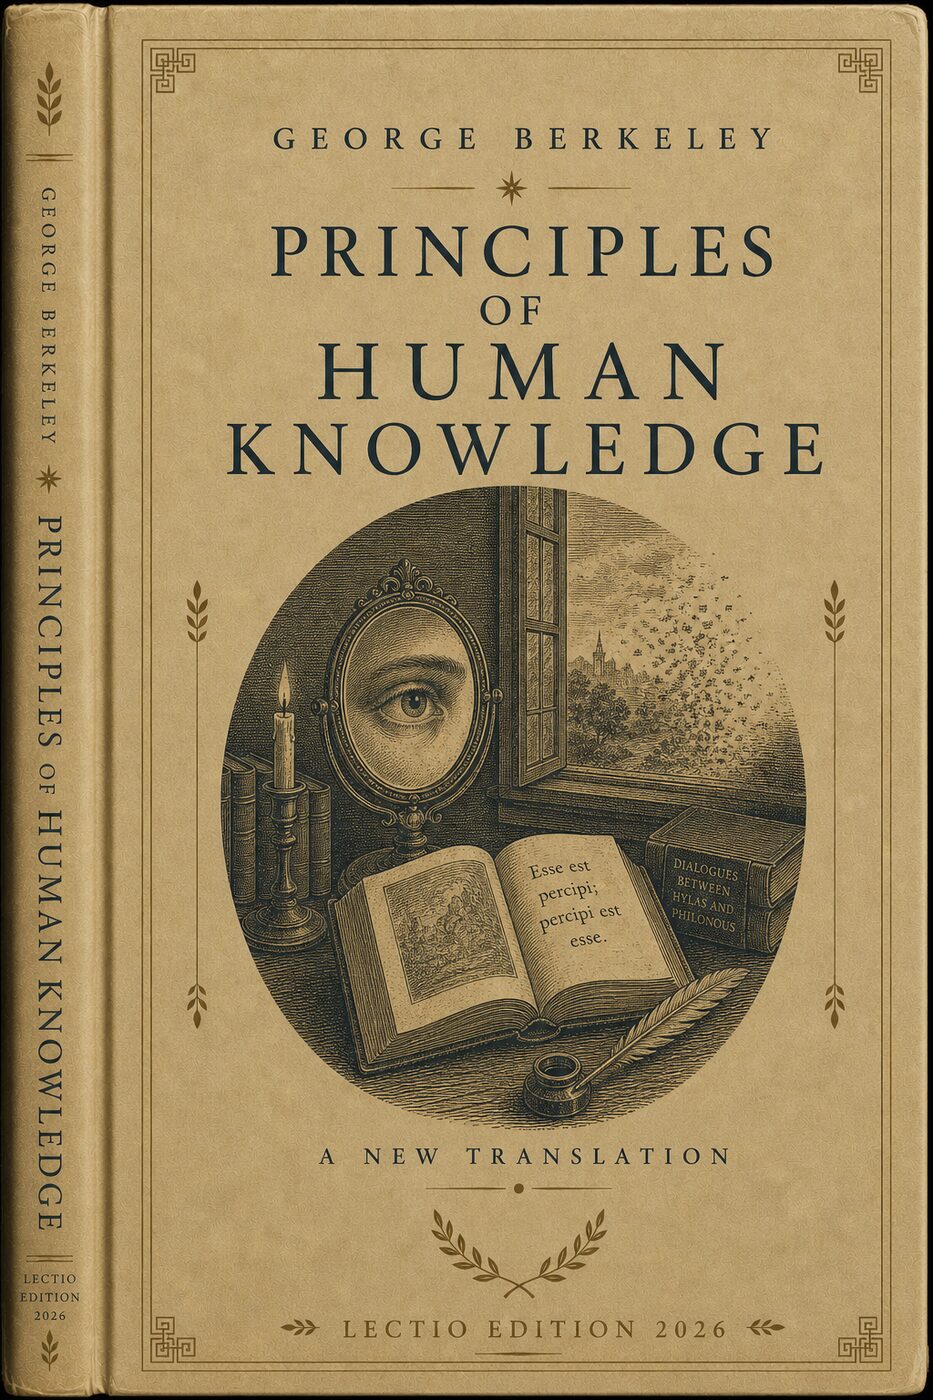 GEORGE BERKELEY
PRINCIPLES
OF
HUMAN
KNOWLEDGE
Esse est
percipi;
percipi est
esse.
DIALOGUES
BETWEEN
HYLAS AND
PHILONOUS
A NEW TRANSLATION
LECTIO EDITION 2026
GEORGE BERKELEY
PRINCIPLES OF HUMAN KNOWLEDGE
LECTIO
EDITION
2026